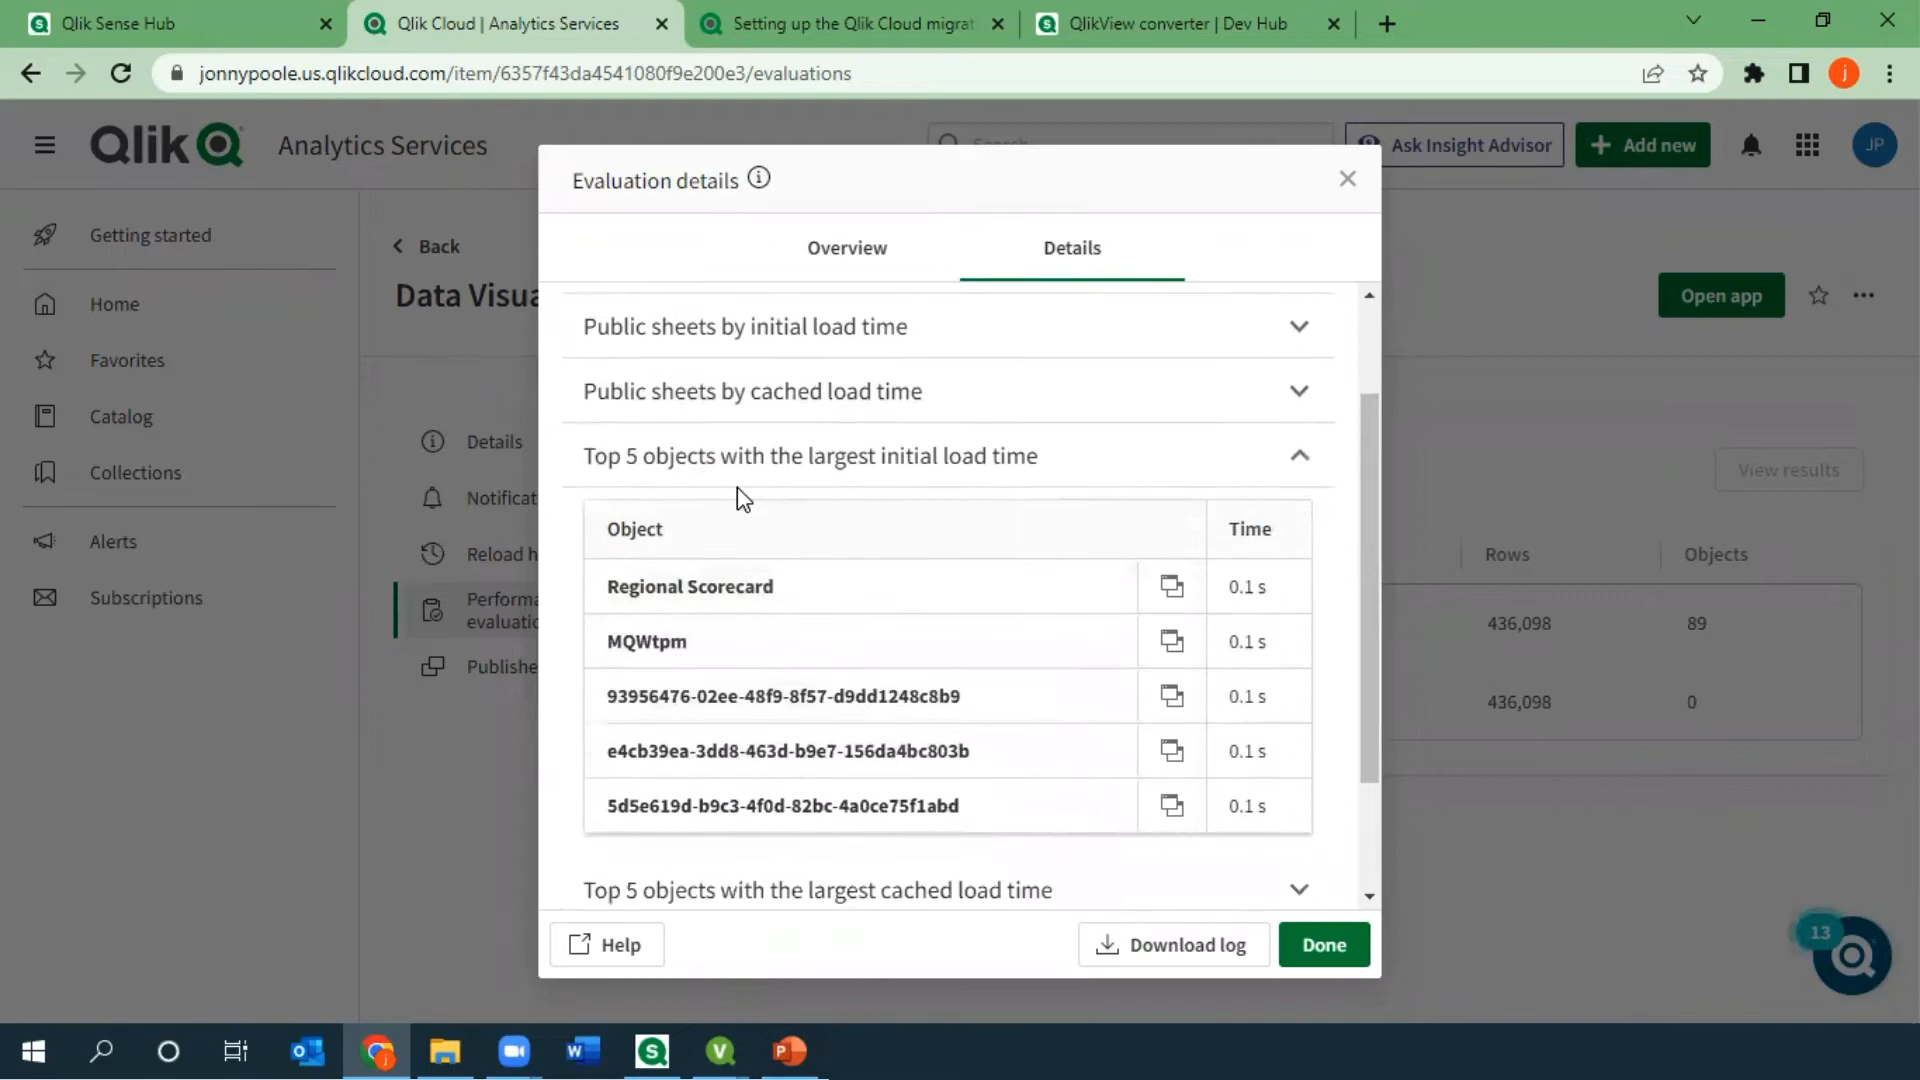 Qlik Sense Hub
Qlik Cloud | Analytics Services
Setting up the Qlik Cloud migrat
QlikView converter | Dev Hub
jonnypoole.us.qlikcloud.com/item/6357f43da4541080f9e200e3/evaluations
j
Qlik
Analytics Services
Search
Ask Insight Advisor
Add new
JP
Getting started
Home
Favorites
Catalog
Collections
Alerts
Subscriptions
Back
Data Visua
Open app
Details
Notificat
Reload h
Performa
evaluatio
Publishe
View results
Rows
Objects
436,098
89
436,098
0
Evaluation details
Overview
Details
Public sheets by initial load time
Public sheets by cached load time
Top 5 objects with the largest initial load time
Object
Time
Regional Scorecard
0.1 s
MQWtpm
0.1 s
93956476-02ee-48f9-8f57-d9dd1248c8b9
0.1 s
e4cb39ea-3dd8-463d-b9e7-156da4bc803b
0.1 s
5d5e619d-b9c3-4f0d-82bc-4a0ce75f1abd
0.1 s
Top 5 objects with the largest cached load time
Help
Download log
Done
13